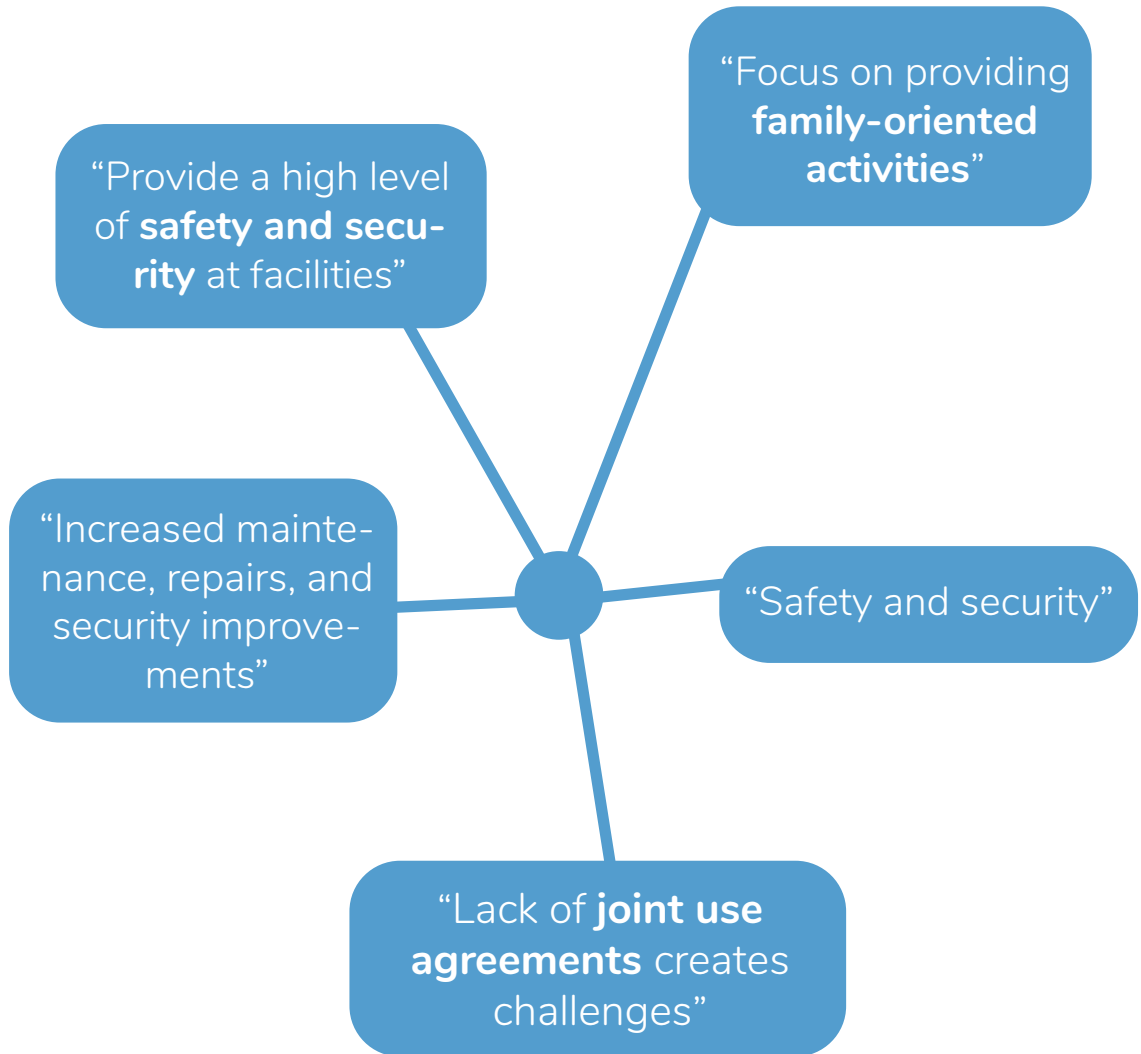 “Focus on providing
family-oriented
activities”
“Provide a high level
of safety and secu-
rity at facilities”
“Increased mainte-
nance, repairs, and
security improve-
ments”
“Safety and security”
“Lack of joint use
agreements creates
challenges”